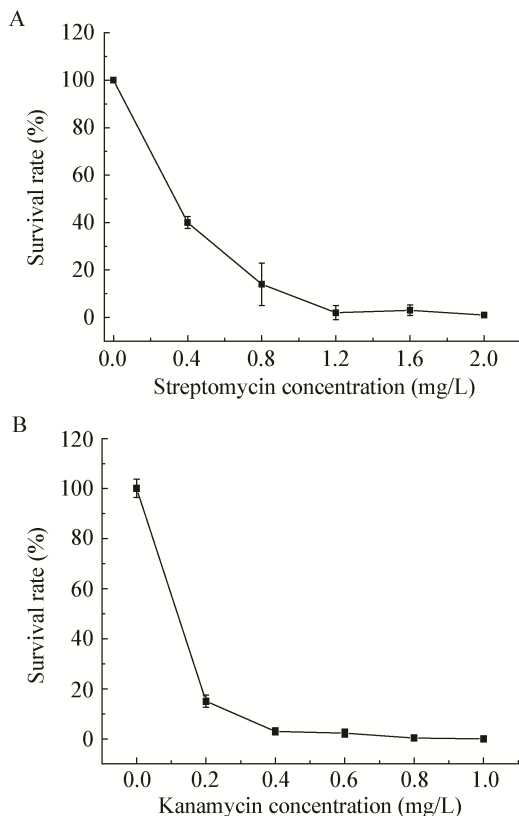 A
120
100
80
60
40
20
0
Survival rate (%)
0.0 0.4 0.8 1.2 1.6 2.0
Streptomycin concentration (mg/L)
B
120
100
80
60
40
20
0
Survival rate (%)
0.0 0.2 0.4 0.6 0.8 1.0
Kanamycin concentration (mg/L)